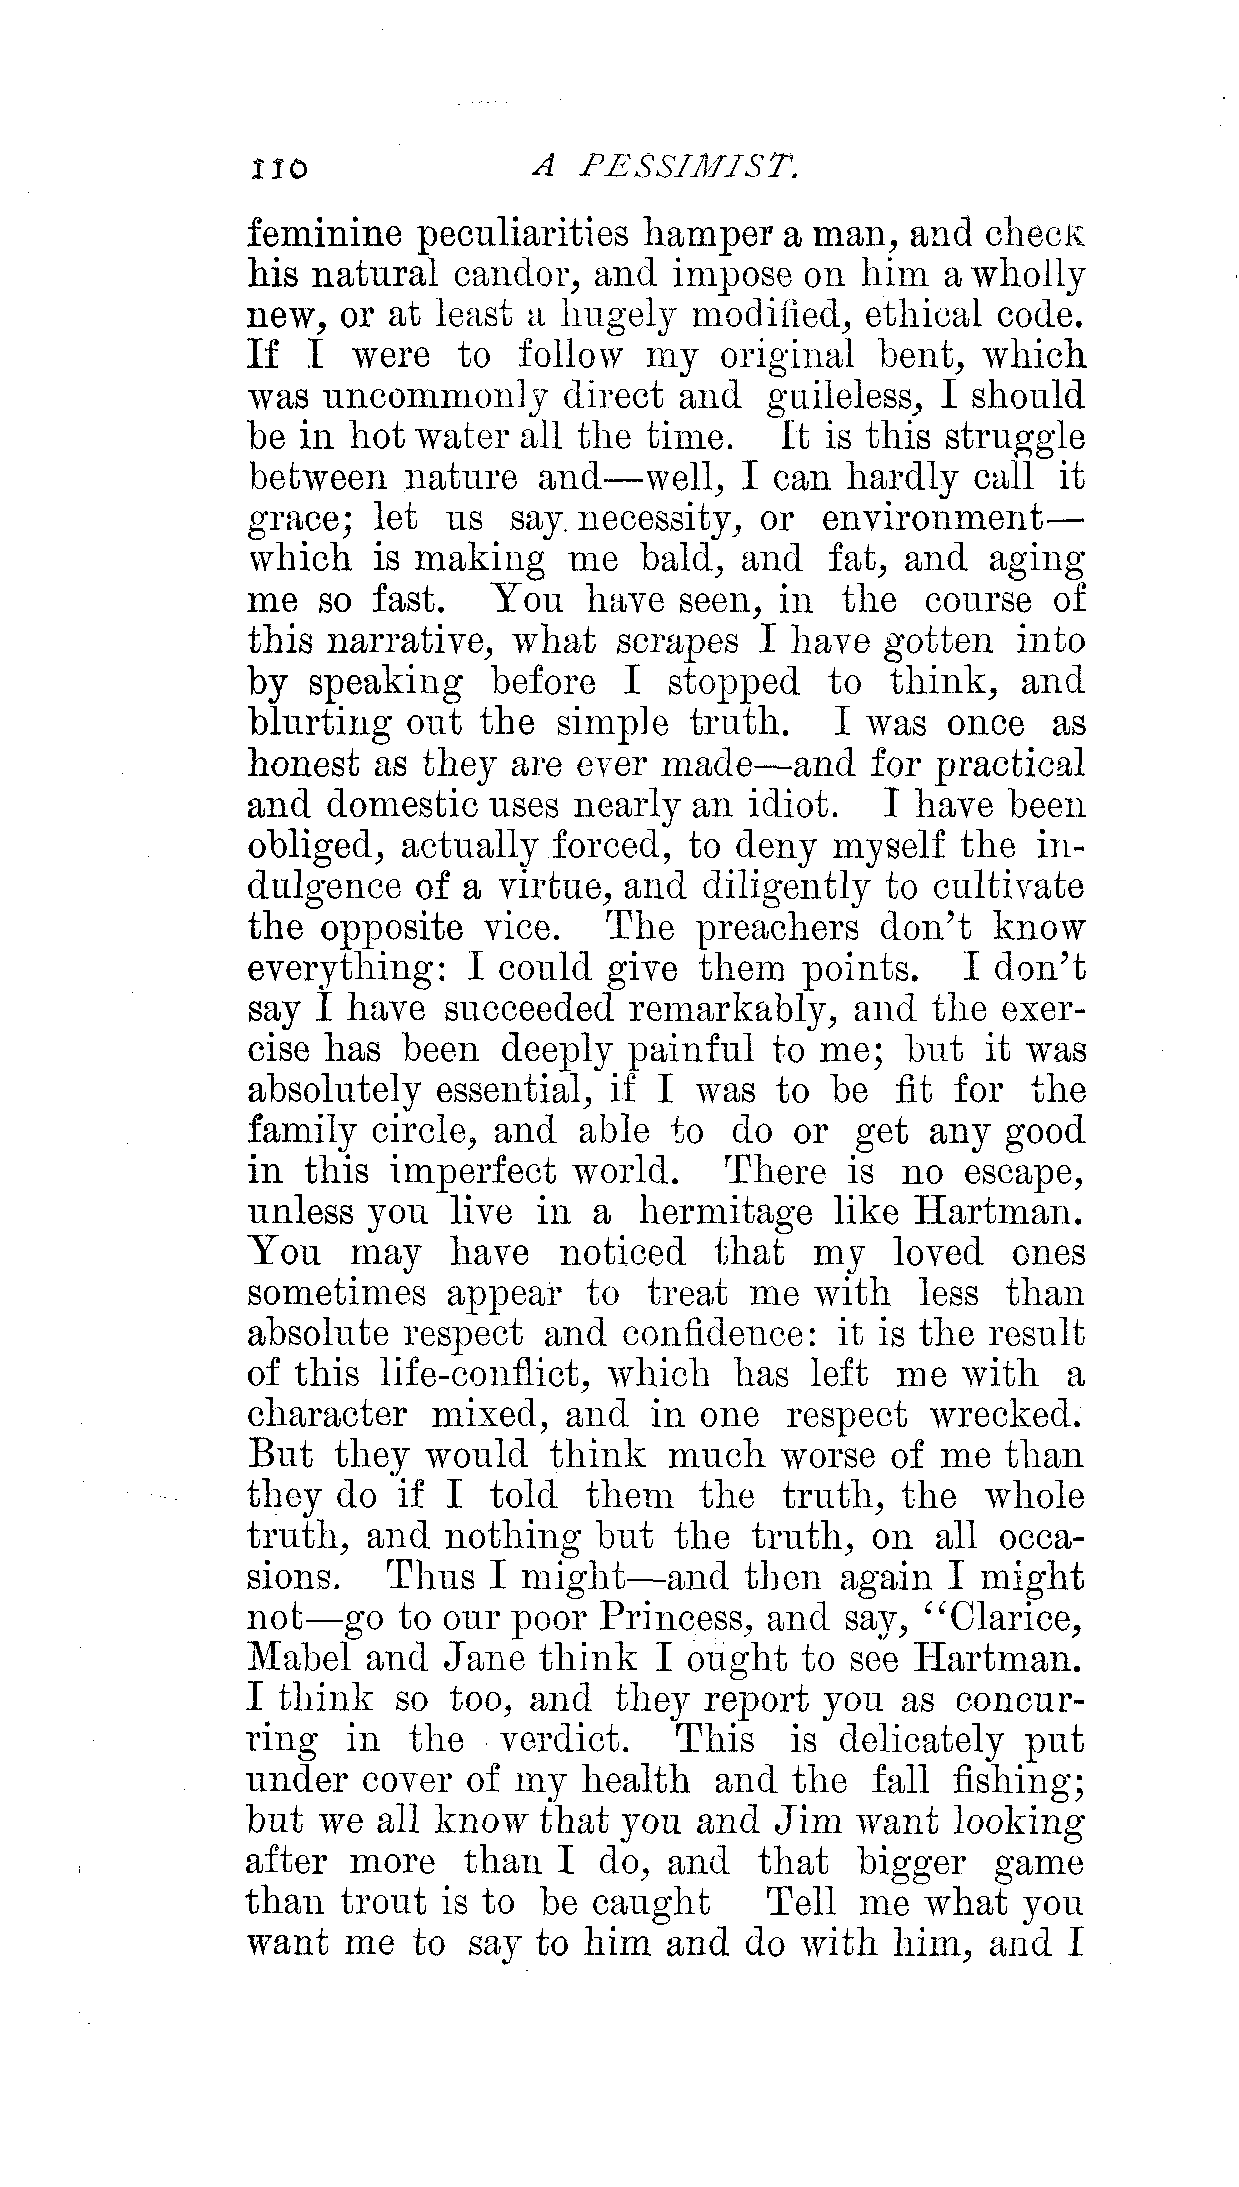 110 A PESSIMIST.
feminine peculiarities hamper a man, and check
his natural candor, and impose on him a wholly
new, or at least a hugely modified, ethical code.
If I were to follow my original bent, which
was uncommonly direct and guileless, I should
be in hot water all the time. It is this struggle
between nature and—well, I can hardly call it
grace; let us say necessity, or environment—
which is making me bald, and fat, and aging
me so fast. You have seen, in the course of
this narrative, what scrapes I have gotten into
by speaking before I stopped to think, and
blurting out the simple truth. I was once as
honest as they are ever made—and for practical
and domestic uses nearly an idiot. I have been
obliged, actually forced, to deny myself the in-
dulgence of a virtue, and diligently to cultivate
the opposite vice. The preachers don't know
everything: I could give them points. I don't
say I have succeeded remarkably, and the exer-
cise has been deeply painful to me; but it was
absolutely essential, if I was to be fit for the
family circle, and able to do or get any good
in this imperfect world. There is no escape,
unless you live in a hermitage like Hartman.
You may have noticed that my loved ones
sometimes appear to treat me with less than
absolute respect and confidence: it is the result
of this life-conflict, which has left me with a
character mixed, and in one respect wrecked.
But they would think much worse of me than
they do if I told them the truth, the whole
truth, and nothing but the truth, on all occa-
sions. Thus I might—and then again I might
not—go to our poor Princess, and say, "Clarice,
Mabel and Jane think I ought to see Hartman.
I think so too, and they report you as concur-
ring in the verdict. This is delicately put
under cover of my health and the fall fishing;
but we all know that you and Jim want looking
after more than I do, and that bigger game
than trout is to be caught Tell me what you
want me to say to him and do with him, and I